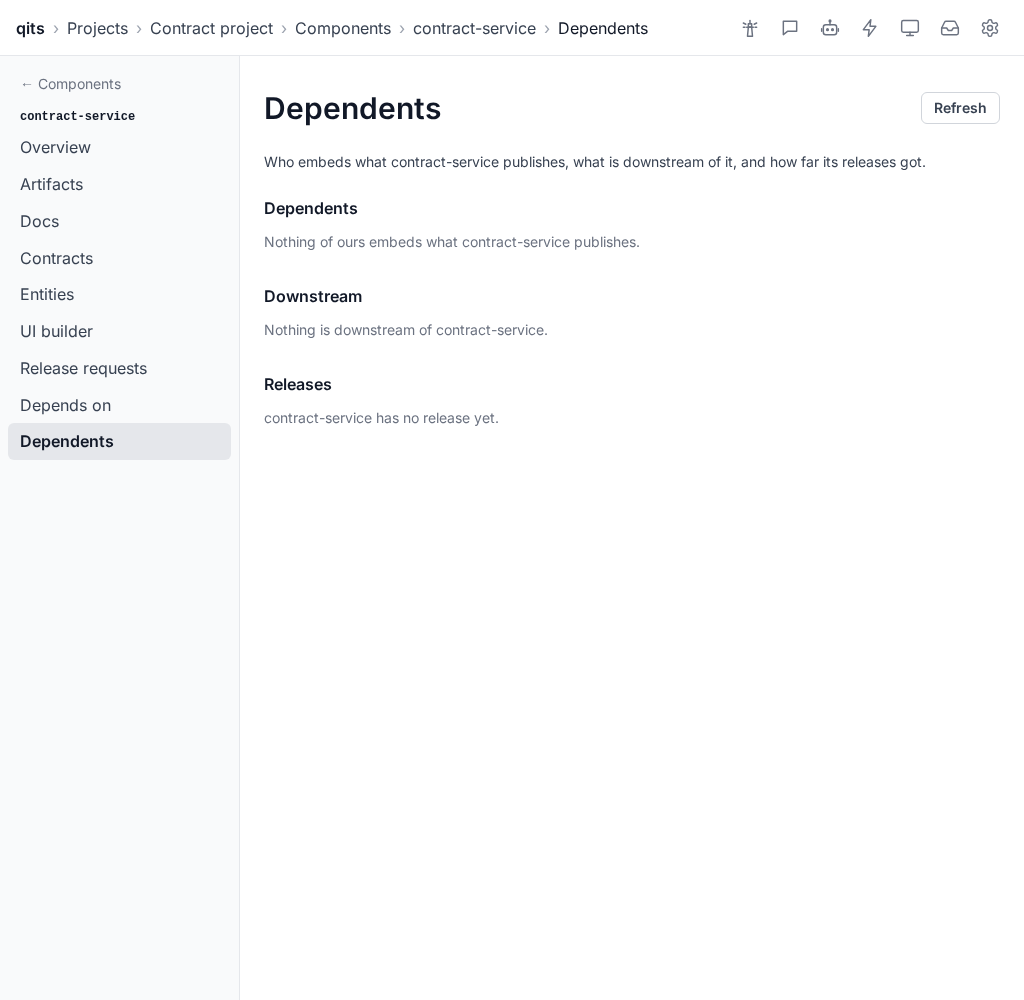 qits › Projects › Contract project › Components › contract-service › Dependents
← Components
contract-service
Overview
Artifacts
Docs
Contracts
Entities
UI builder
Release requests
Depends on
Dependents
Dependents
Refresh
Who embeds what contract-service publishes, what is downstream of it, and how far its releases got.
Dependents
Nothing of ours embeds what contract-service publishes.
Downstream
Nothing is downstream of contract-service.
Releases
contract-service has no release yet.